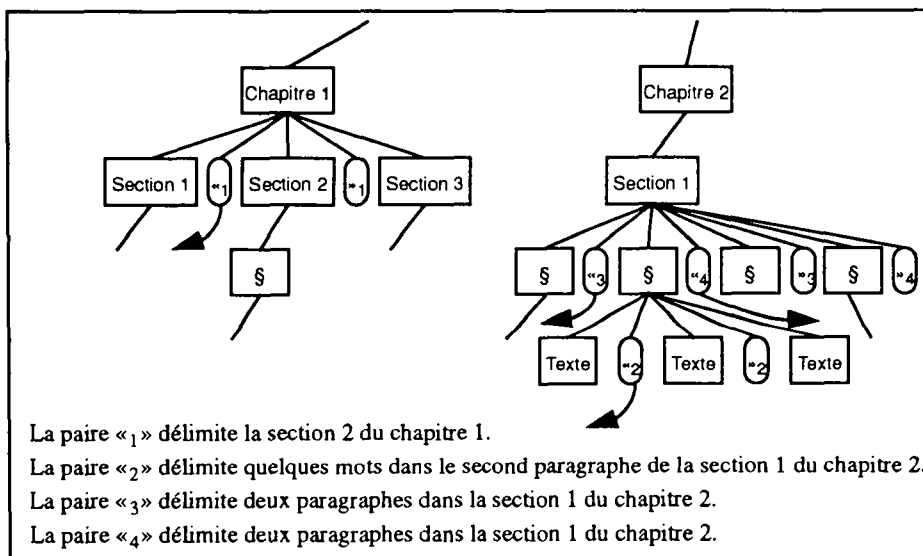 Chapitre 1
Chapitre 2
Section 1 «1 Section 2 »1 Section 3
Section 1
§
§ «3 § «4 § »3 § »4
Texte «2 Texte »2 Texte
La paire «1» délimite la section 2 du chapitre 1.
La paire «2» délimite quelques mots dans le second paragraphe de la section 1 du chapitre 2.
La paire «3» délimite deux paragraphes dans la section 1 du chapitre 2.
La paire «4» délimite deux paragraphes dans la section 1 du chapitre 2.